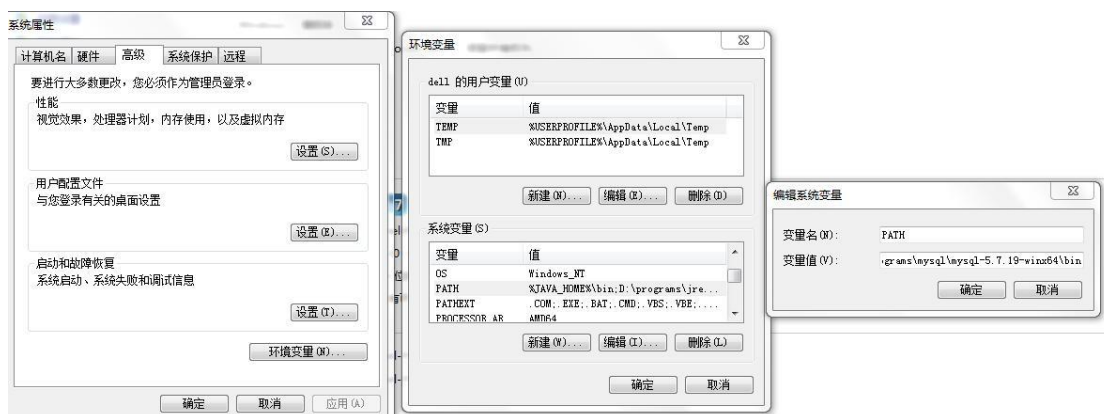 系统属性
计算机名 硬件 高级 系统保护 远程
要进行大多数更改，您必须作为管理员登录。
性能
视觉效果，处理器计划，内存使用，以及虚拟内存
设置(S)...
用户配置文件
与您登录有关的桌面设置
设置(E)...
启动和故障恢复
系统启动、系统失败和调试信息
设置(T)...
环境变量(N)...
确定 取消 应用(A)
环境变量
dell 的用户变量(U)
变量 值
TEMP %USERPROFILE%\AppData\Local\Temp
TMP %USERPROFILE%\AppData\Local\Temp
新建(N)... 编辑(E)... 删除(D)
系统变量(S)
变量 值
OS Windows_NT
PATH %JAVA_HOME%\bin;D:\programs\jre...
PATHEXT .COM;.EXE;.BAT;.CMD;.VBS;.VBE;....
PROCESSOR_AR AMD64
新建(W)... 编辑(I)... 删除(L)
确定 取消
编辑系统变量
变量名(N): PATH
变量值(V): grams\mysql\mysql-5.7.19-winx64\bin
确定 取消